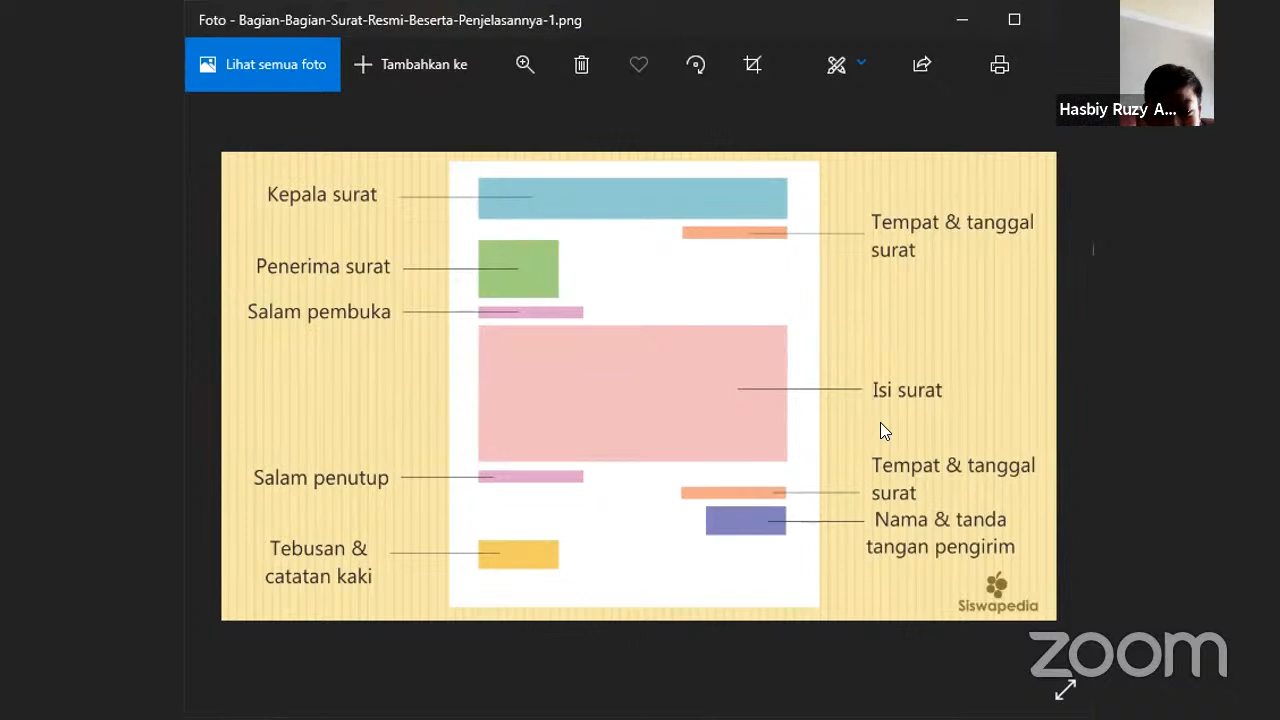 Foto - Bagian-Bagian-Surat-Resmi-Beserta-Penjelasannya-1.png
Lihat semua foto
Tambahkan ke
Hasbiy Ruzy A...
Kepala surat
Tempat & tanggal
surat
Penerima surat
Salam pembuka
Isi surat
Tempat & tanggal
surat
Salam penutup
Nama & tanda
tangan pengirim
Tebusan &
catatan kaki
Siswapedia
zoom